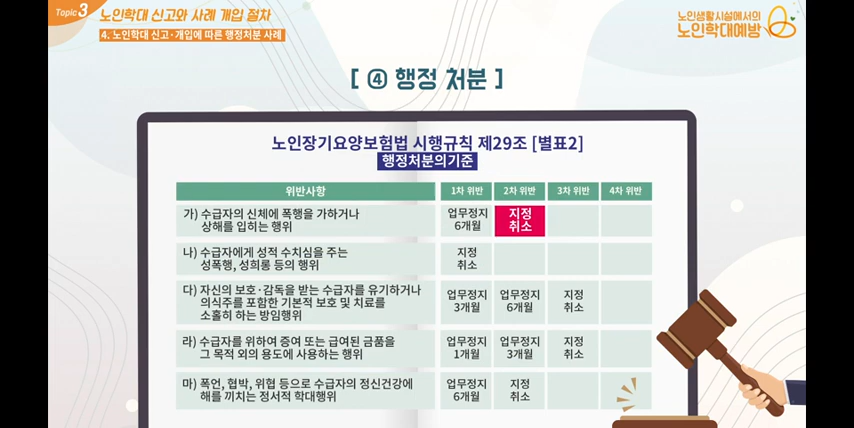 Topic 3
노인학대 신고와 사례 개입 절차
4. 노인학대 신고·개입에 따른 행정처분 사례
노인생활시설에서의
노인학대예방
[ ④ 행정 처분 ]
노인장기요양보험법 시행규칙 제29조 [별표2]
행정처분의기준
위반사항 1차 위반 2차 위반 3차 위반 4차 위반
가) 수급자의 신체에 폭행을 가하거나
상해를 입히는 행위
업무정지
6개월
지정
취소
나) 수급자에게 성적 수치심을 주는
성폭행, 성희롱 등의 행위
지정
취소
다) 자신의 보호·감독을 받는 수급자를 유기하거나
의식주를 포함한 기본적 보호 및 치료를
소홀히 하는 방임행위
업무정지
3개월
업무정지
6개월
지정
취소
라) 수급자를 위하여 증여 또는 급여된 금품을
그 목적 외의 용도에 사용하는 행위
업무정지
1개월
업무정지
3개월
지정
취소
마) 폭언, 협박, 위협 등으로 수급자의 정신건강에
해를 끼치는 정서적 학대행위
업무정지
6개월
지정
취소